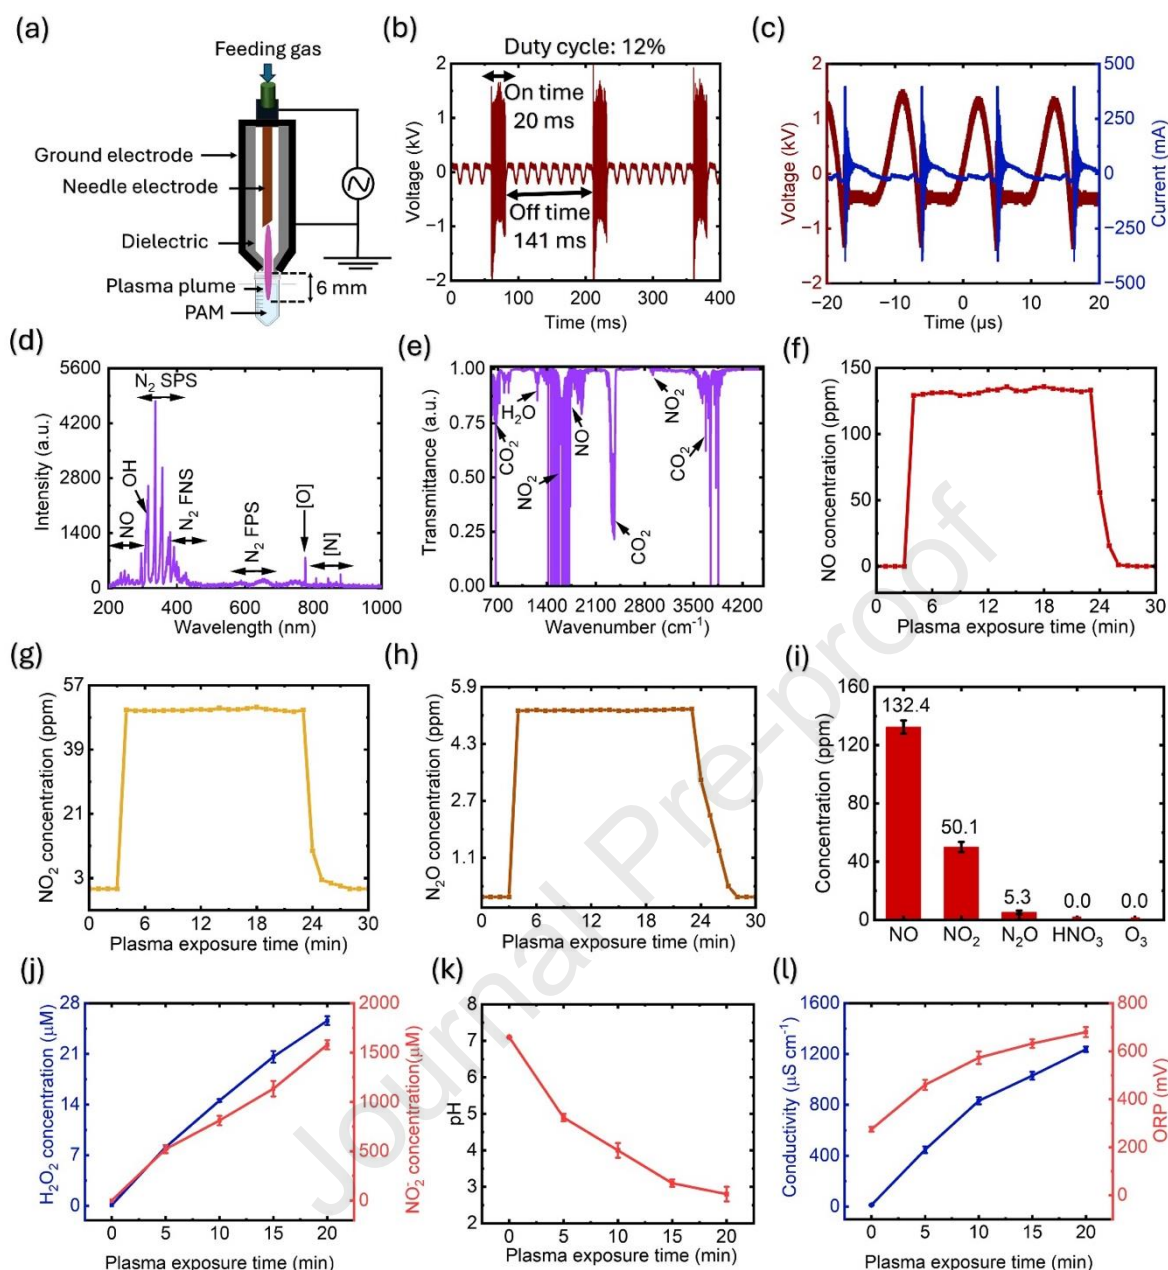 (a)
Feeding gas
Ground electrode
Needle electrode
Dielectric
Plasma plume
PAM
6 mm
(b)
Duty cycle: 12%
On time
20 ms
Off time
141 ms
Voltage (kV)
2
1
0
−1
−2
0 100 200 300 400
Time (ms)
(c)
Voltage (kV)
2
1
0
−1
−2
Current (mA)
500
250
0
−250
−500
−20 −10 0 10 20
Time (µs)
(d)
Intensity (a.u.)
5600
4200
2800
1400
0
N2 SPS
OH
NO
N2 FNS
N2 FPS
[O]
[N]
200 400 600 800 1000
Wavelength (nm)
(e)
Transmittance (a.u.)
1.00
0.75
0.50
0.25
0.00
CO2
H2O
NO2
NO
CO2
NO2
CO2
700 1400 2300 3600 4400
Wavenumber (cm-1)
(f)
NO concentration (ppm)
150
100
50
0
0 6 12 18 24 30
Plasma exposure time (min)
(g)
NO2 concentration (ppm)
57
39
21
3
0 6 12 18 24 30
Plasma exposure time (min)
(h)
N2O concentration (ppm)
5.9
4.3
2.7
1.1
0 6 12 18 24 30
Plasma exposure time (min)
(i)
Concentration (ppm)
160
120
80
40
0
132.4
50.1
5.3
0.0
0.0
NO NO2 N2O HNO3 O3
(j)
H2O2 concentration (µM)
28
21
14
7
0
NO2- concentration(µM)
2000
1500
1000
500
0
0 5 10 15 20
Plasma exposure time (min)
(k)
pH
8
7
6
5
4
3
2
0 5 10 15 20
Plasma exposure time (min)
(l)
Conductivity (µS cm-1)
1600
1200
800
400
0
ORP (mV)
800
600
400
200
0
0 5 10 15 20
Plasma exposure time (min)
Journal Pre-proof